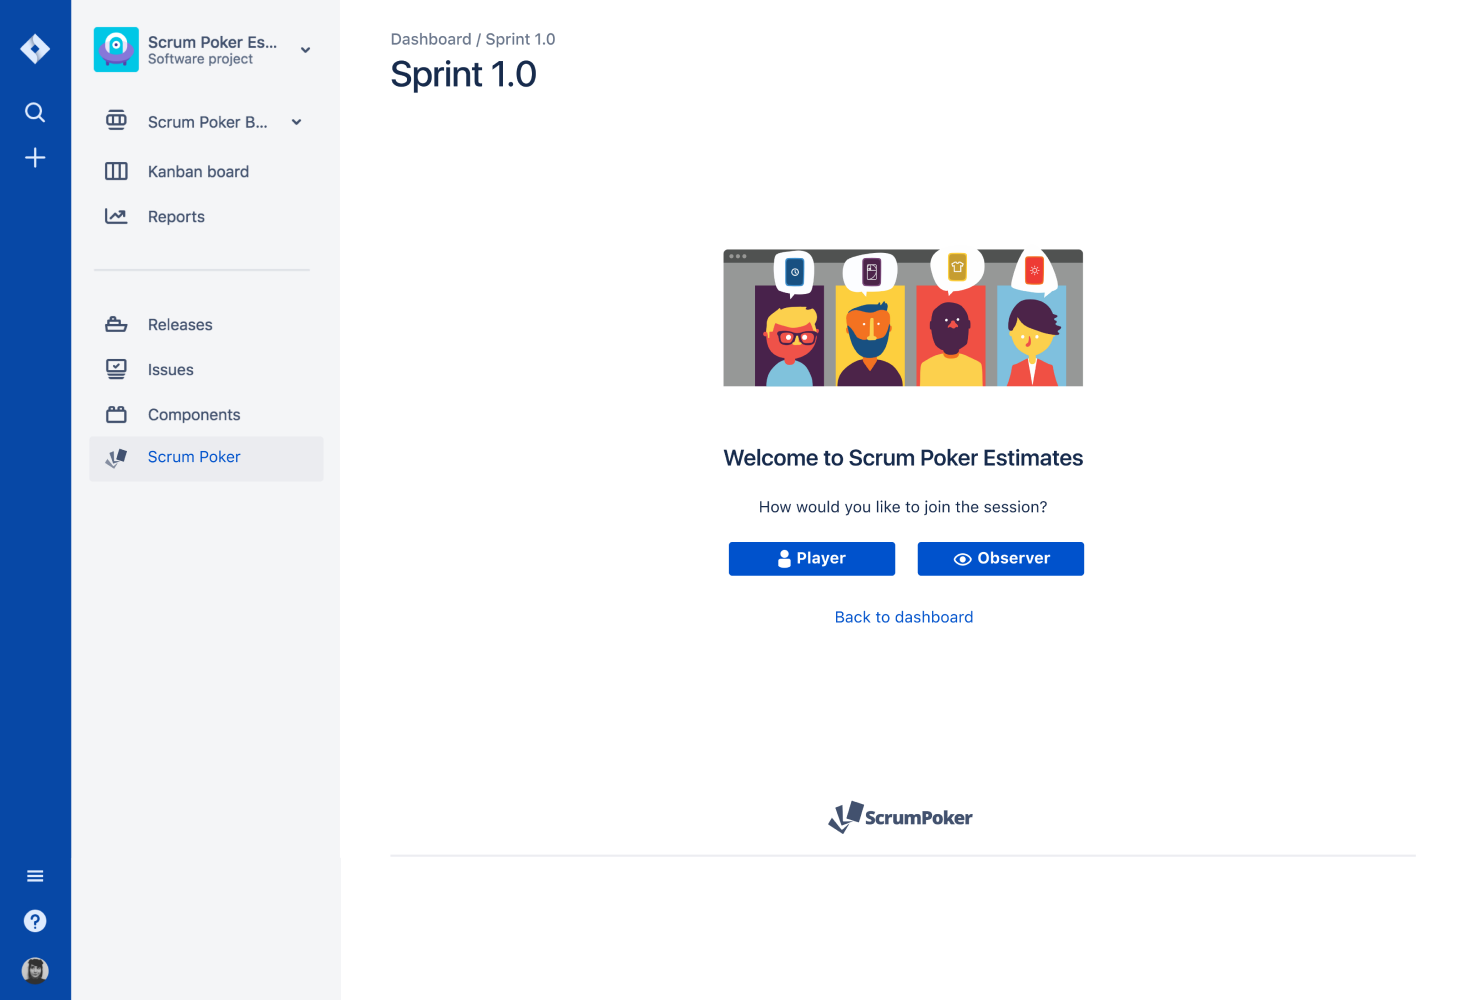 Scrum Poker Es...
Software project
Scrum Poker B...
Kanban board
Reports
Releases
Issues
Components
Scrum Poker
Dashboard / Sprint 1.0
Sprint 1.0
Welcome to Scrum Poker Estimates
How would you like to join the session?
Player
Observer
Back to dashboard
ScrumPoker
?